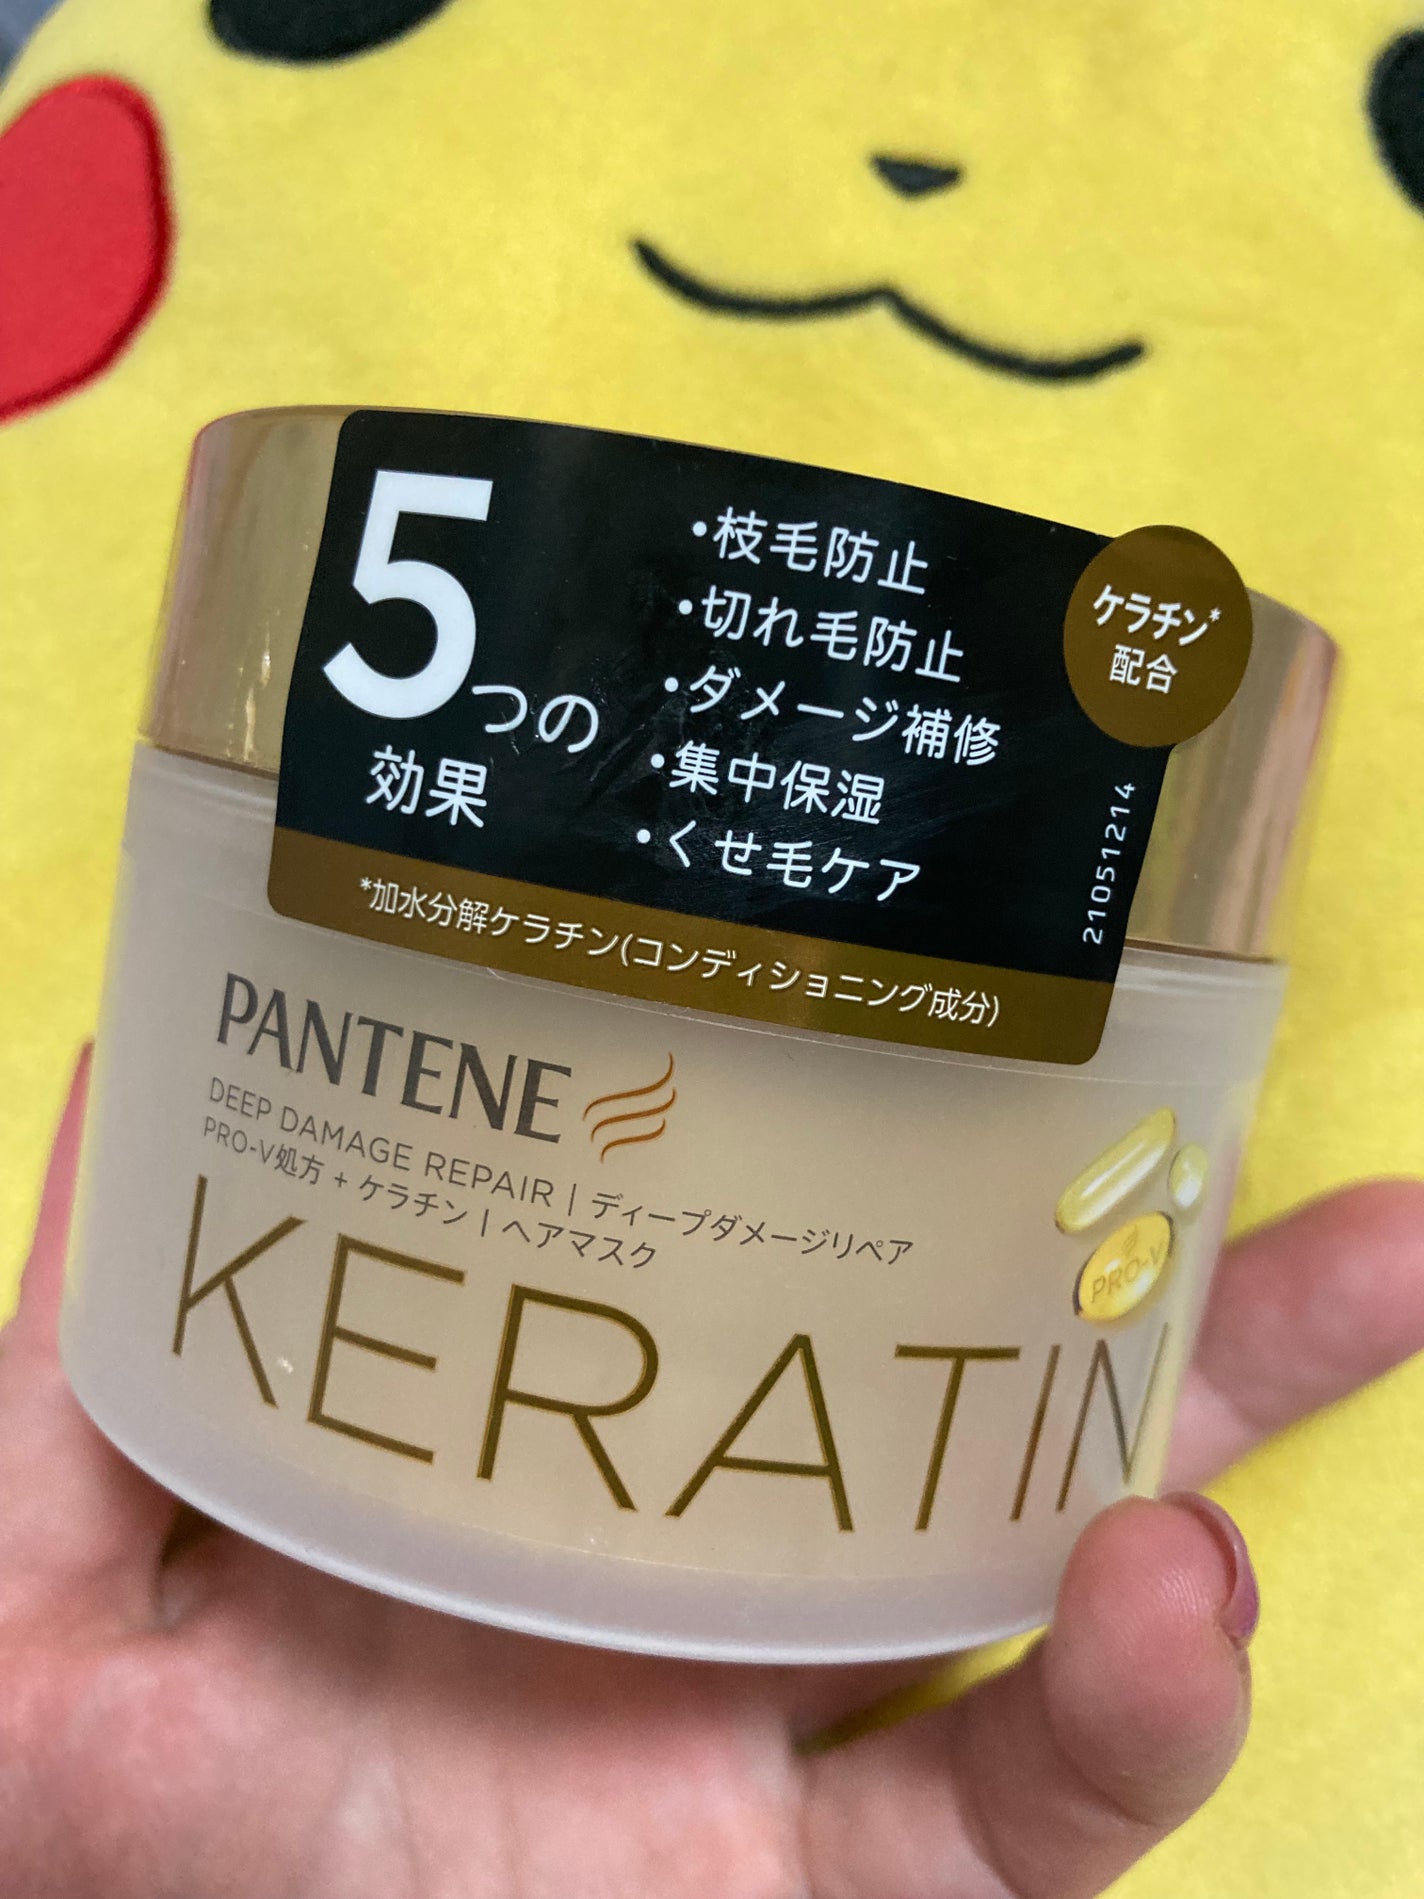 5つの
効果
・枝毛防止
・切れ毛防止
・ダメージ補修
・集中保湿
・くせ毛ケア
ケラチン*
配合
21051214
*加水分解ケラチン(コンディショニング成分)
PANTENE
DEEP DAMAGE REPAIR | ディープダメージリペア
PRO-V処方 + ケラチン | ヘアマスク
KERATIN
PRO-V